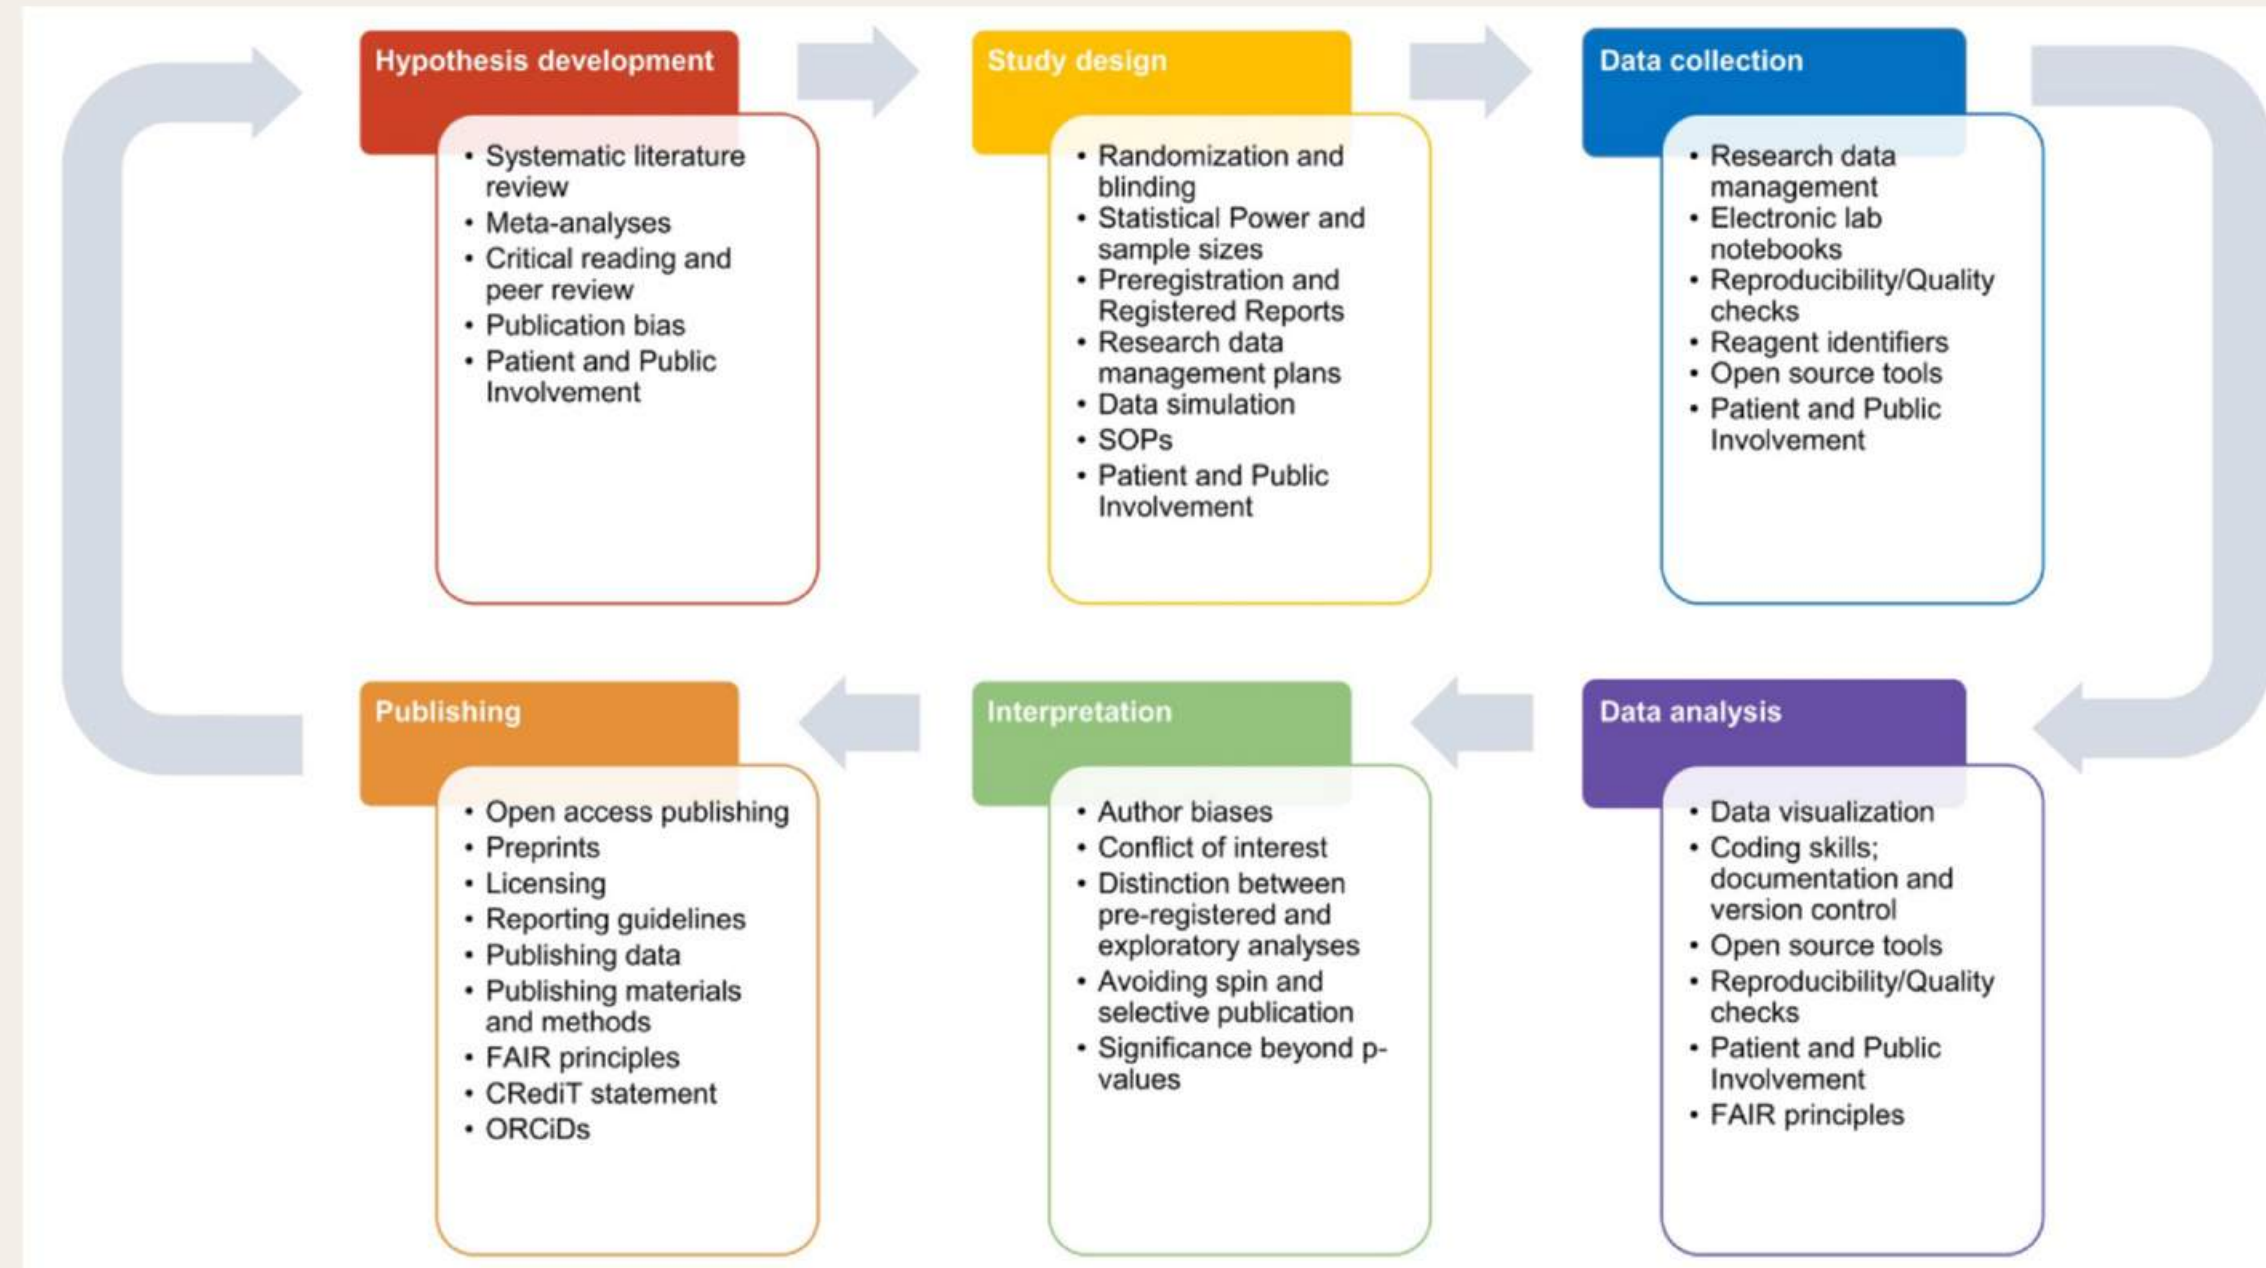 Hypothesis development
• Systematic literature
review
• Meta-analyses
• Critical reading and
peer review
• Publication bias
• Patient and Public
Involvement
Study design
• Randomization and
blinding
• Statistical Power and
sample sizes
• Preregistration and
Registered Reports
• Research data
management plans
• Data simulation
• SOPs
• Patient and Public
Involvement
Data collection
• Research data
management
• Electronic lab
notebooks
• Reproducibility/Quality
checks
• Reagent identifiers
• Open source tools
• Patient and Public
Involvement
Data analysis
• Data visualization
• Coding skills;
documentation and
version control
• Open source tools
• Reproducibility/Quality
checks
• Patient and Public
Involvement
• FAIR principles
Interpretation
• Author biases
• Conflict of interest
• Distinction between
pre-registered and
exploratory analyses
• Avoiding spin and
selective publication
• Significance beyond p-
values
Publishing
• Open access publishing
• Preprints
• Licensing
• Reporting guidelines
• Publishing data
• Publishing materials
and methods
• FAIR principles
• CRediT statement
• ORCiDs